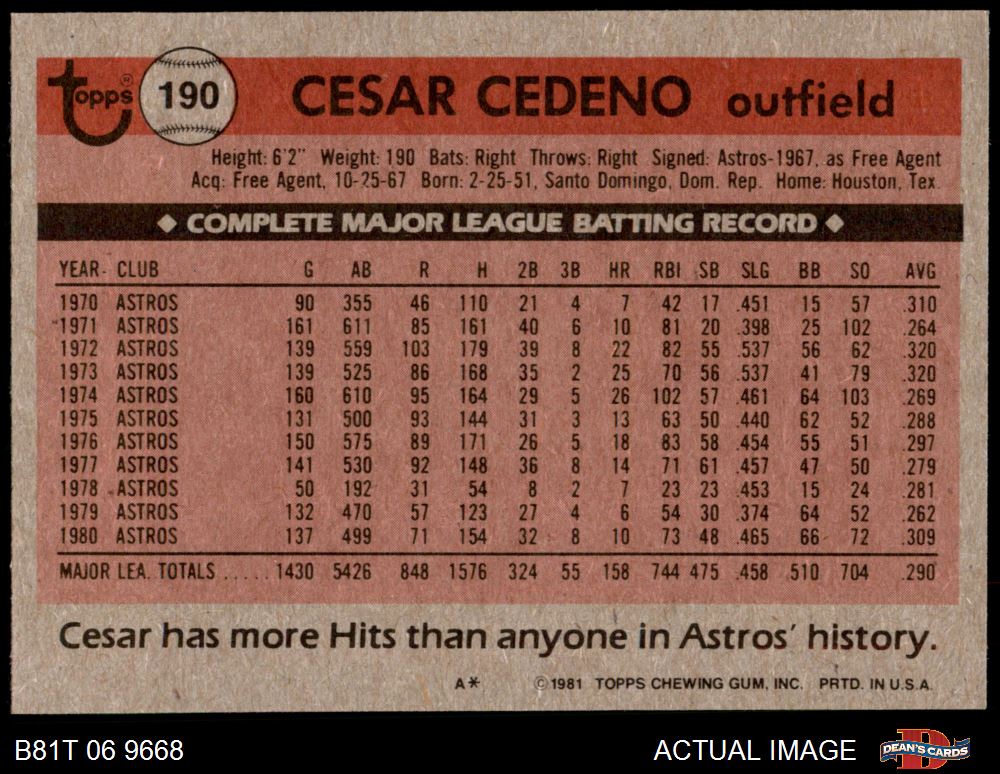 Topps® 190 CESAR CEDENO outfield
Height: 6'2" Weight: 190 Bats: Right Throws: Right Signed: Astros-1967, as Free Agent
Acq: Free Agent, 10-25-67 Born: 2-25-51, Santo Domingo, Dom. Rep. Home: Houston, Tex.
◆ COMPLETE MAJOR LEAGUE BATTING RECORD ◆
YEAR CLUB G AB R H 2B 3B HR RBI SB SLG BB SO AVG
1970 ASTROS 90 355 46 110 21 4 7 42 17 .451 15 57 .310
1971 ASTROS 161 611 85 161 40 6 10 81 20 .398 25 102 .264
1972 ASTROS 139 559 103 179 39 8 22 82 55 .537 56 62 .320
1973 ASTROS 139 525 86 168 35 2 25 70 56 .537 41 79 .320
1974 ASTROS 160 610 95 164 29 5 26 102 57 .461 64 103 .269
1975 ASTROS 131 500 93 144 31 3 13 63 50 .440 62 52 .288
1976 ASTROS 150 575 89 171 26 5 18 83 58 .454 55 51 .297
1977 ASTROS 141 530 92 148 36 8 14 71 61 .457 47 50 .279
1978 ASTROS 50 192 31 54 8 2 7 23 23 .453 15 24 .281
1979 ASTROS 132 470 57 123 27 4 6 54 30 .374 64 52 .262
1980 ASTROS 137 499 71 154 32 8 10 73 48 .465 66 72 .309
MAJOR LEA. TOTALS ..... 1430 5426 848 1576 324 55 158 744 475 .458 510 704 .290
Cesar has more Hits than anyone in Astros' history.
A* © 1981 TOPPS CHEWING GUM, INC. PRTD. IN U.S.A.
B81T 06 9668 ACTUAL IMAGE DEAN'S CARDS